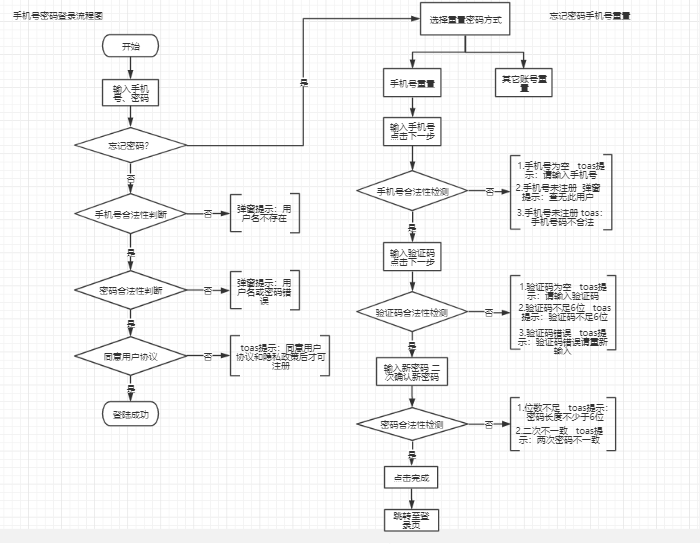 手机号密码登录流程图
开始
输入手机
号、密码
忘记密码?
是
否
手机号合法性判断
否
弹窗提示：用
户名不存在
是
密码合法性判断
否
弹窗提示：用
户名或密码错
误
是
同意用户协议
否
toas提示：同意用户
协议和隐私政策后才可
注册
是
登陆成功
忘记密码手机号重置
选择重置密码方式
手机号重置
其它账号重
置
输入手机号
点击下一步
手机号合法性检测
否
1.手机号为空 toas提
示：请输入手机号
2.手机号未注册 弹窗
提示：查无此用户
3.手机号未注册 toas：
手机号码不合法
是
输入验证码
点击下一步
验证码合法性检测
否
1.验证码为空 toas提
示：请输入验证码
2.验证码不足6位 toas
提示：验证码不足6位
3.验证码错误 toas提
示：验证码错误请重新
输入
是
输入新密码 二
次确认新密码
密码合法性检测
否
1.位数不足 toas提示：
密码长度不少于6位
2.二次不一致 toas提
示：两次密码不一致
是
点击完成
跳转至登
录页